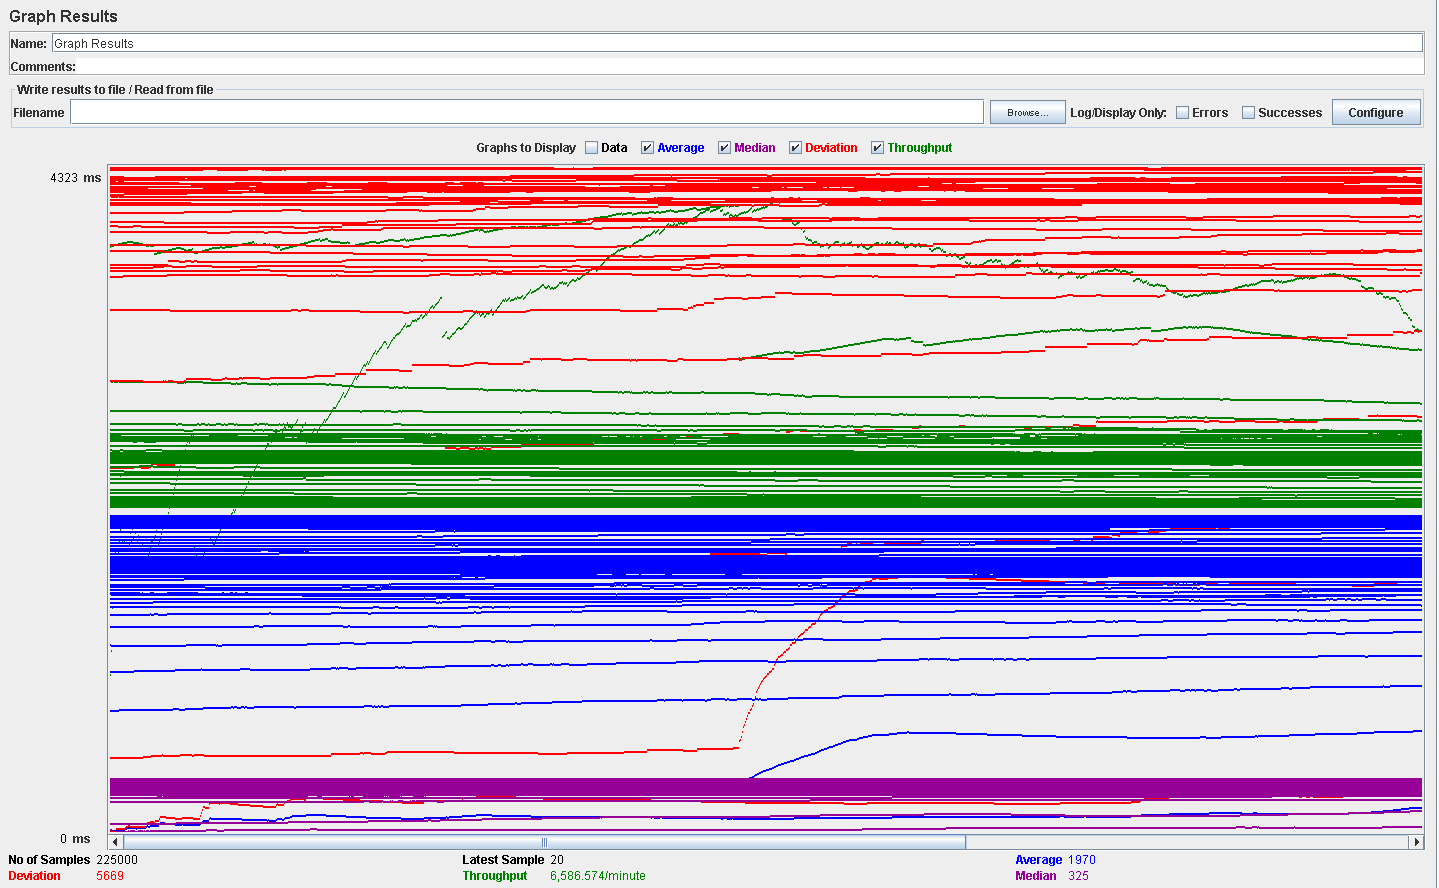 Graph Results
Name: Graph Results
Comments:
Write results to file / Read from file
Filename Browse... Log/Display Only: Errors Successes Configure
Graphs to Display Data Average Median Deviation Throughput
4323 ms
0 ms
No of Samples 225000 Latest Sample 20 Average 1970
Deviation 5669 Throughput 6,586.574/minute Median 325